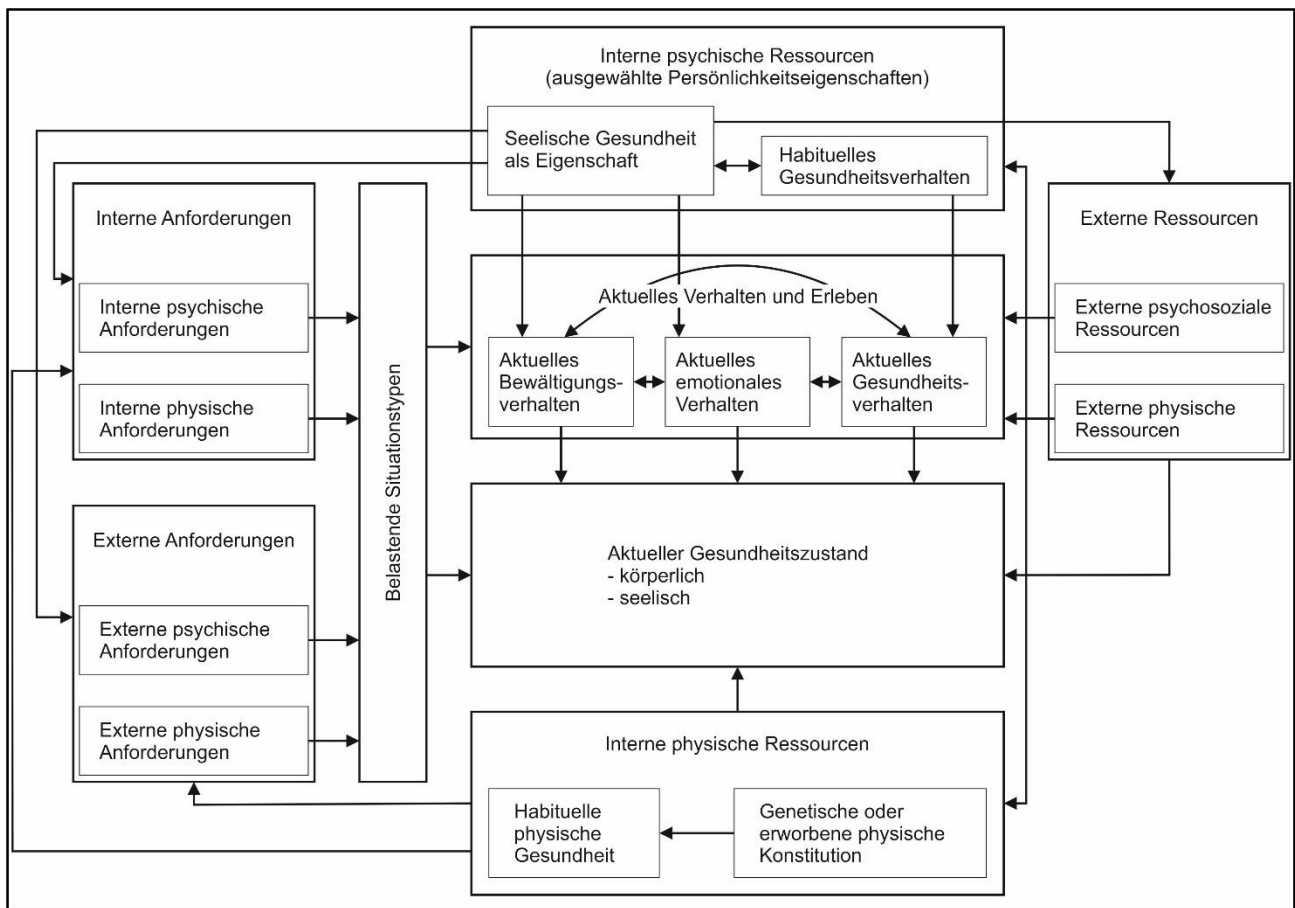 Interne psychische Ressourcen
(ausgewählte Persönlichkeitseigenschaften)
Seelische Gesundheit
als Eigenschaft
Habituelles
Gesundheitsverhalten
Interne Anforderungen
Interne psychische
Anforderungen
Interne physische
Anforderungen
Externe Anforderungen
Externe psychische
Anforderungen
Externe physische
Anforderungen
Belastende Situationstypen
Aktuelles Verhalten und Erleben
Aktuelles
Bewältigungs-
verhalten
Aktuelles
emotionales
Verhalten
Aktuelles
Gesundheits-
verhalten
Externe Ressourcen
Externe psychosoziale
Ressourcen
Externe physische
Ressourcen
Aktueller Gesundheitszustand
- körperlich
- seelisch
Interne physische Ressourcen
Habituelle
physische
Gesundheit
Genetische oder
erworbene physische
Konstitution